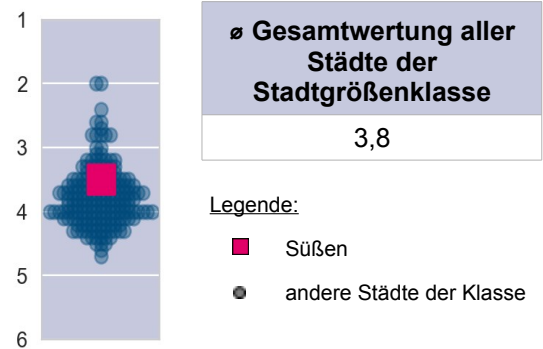 1
2
3
4
5
6
⌀ Gesamtwertung aller
Städte der
Stadtgrößenklasse
3,8
Legende:
Süßen
andere Städte der Klasse